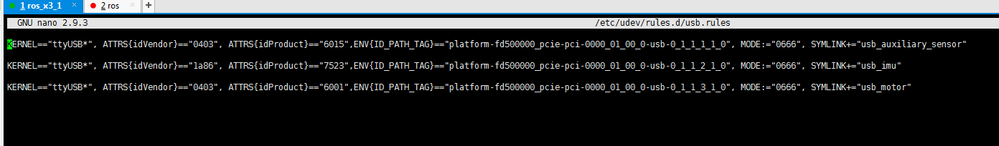 1 ros_x3_1
2 ros
GNU nano 2.9.3 /etc/udev/rules.d/usb.rules
KERNEL=="ttyUSB*", ATTRS{idVendor}=="0403", ATTRS{idProduct}=="6015",ENV{ID_PATH_TAG}=="platform-fd500000_pcie-pci-0000_01_00_0-usb-0_1_1_1_1_0", MODE:="0666", SYMLINK+="usb_auxiliary_sensor"
KERNEL=="ttyUSB*", ATTRS{idVendor}=="1a86", ATTRS{idProduct}=="7523",ENV{ID_PATH_TAG}=="platform-fd500000_pcie-pci-0000_01_00_0-usb-0_1_1_2_1_0", MODE:="0666", SYMLINK+="usb_imu"
KERNEL=="ttyUSB*", ATTRS{idVendor}=="0403", ATTRS{idProduct}=="6001",ENV{ID_PATH_TAG}=="platform-fd500000_pcie-pci-0000_01_00_0-usb-0_1_1_3_1_0", MODE:="0666", SYMLINK+="usb_motor"